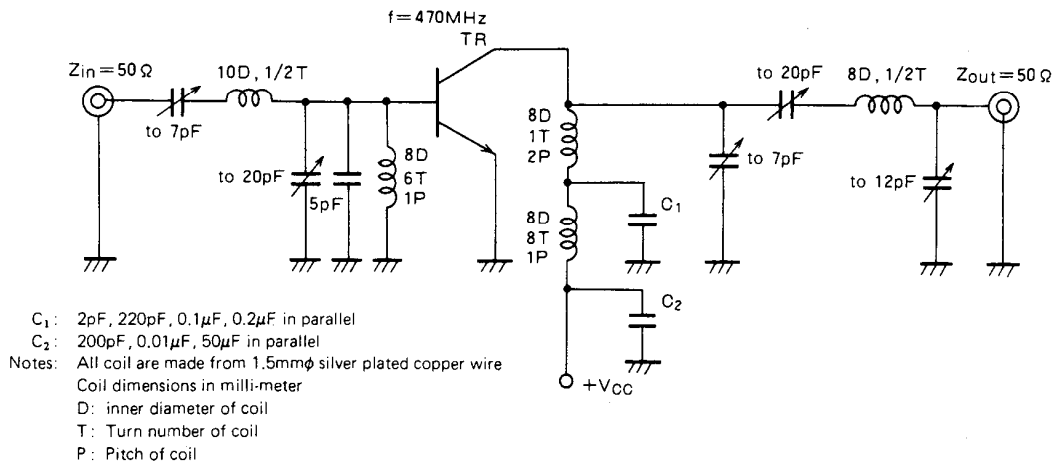 f=470MHz
TR
Zin=50Ω
10D, 1/2T
to 7pF
to 20pF
5pF
8D
6T
1P
8D
1T
2P
8D
8T
1P
C₁
C₂
+VCC
to 20pF
8D, 1/2T
Zout=50Ω
to 7pF
to 12pF
C₁: 2pF, 220pF, 0.1μF, 0.2μF in parallel
C₂: 200pF, 0.01μF, 50μF in parallel
Notes: All coil are made from 1.5mmφ silver plated copper wire
Coil dimensions in milli-meter
D: inner diameter of coil
T: Turn number of coil
P: Pitch of coil